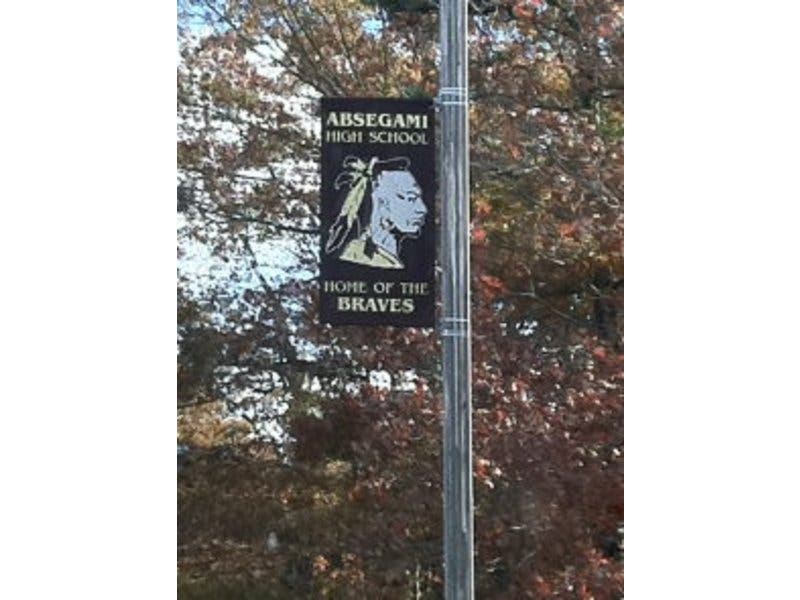 ABSEGAMI
HIGH SCHOOL
HOME OF THE
BRAVES